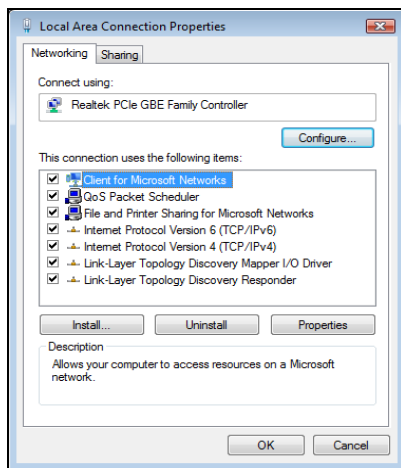 Local Area Connection Properties
Networking
Sharing
Connect using:
Realtek PCIe GBE Family Controller
Configure...
This connection uses the following items:
Client for Microsoft Networks
QoS Packet Scheduler
File and Printer Sharing for Microsoft Networks
Internet Protocol Version 6 (TCP/IPv6)
Internet Protocol Version 4 (TCP/IPv4)
Link-Layer Topology Discovery Mapper I/O Driver
Link-Layer Topology Discovery Responder
Install...
Uninstall
Properties
Description
Allows your computer to access resources on a Microsoft
network.
OK
Cancel